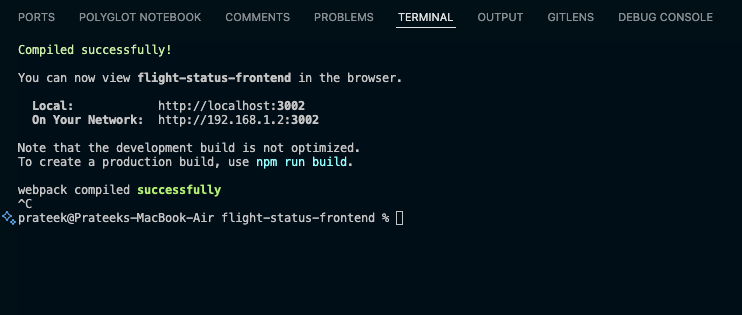 PORTS POLYGLOT NOTEBOOK COMMENTS PROBLEMS TERMINAL OUTPUT GITLENS DEBUG CONSOLE
Compiled successfully!
You can now view flight-status-frontend in the browser.
Local: http://localhost:3002
On Your Network: http://192.168.1.2:3002
Note that the development build is not optimized.
To create a production build, use npm run build.
webpack compiled successfully
^C
prateek@Prateeks-MacBook-Air flight-status-frontend %